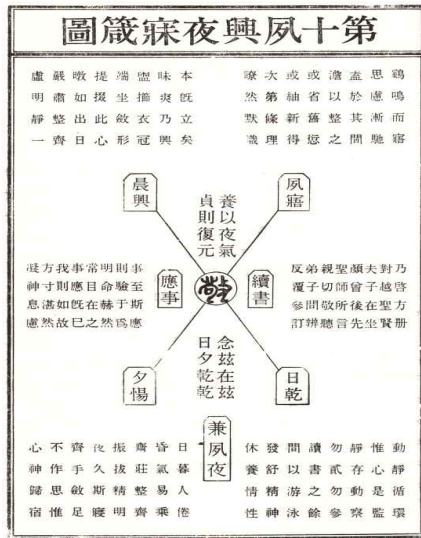 第十夙興夜寐箴圖
鷄鳴而寤
思慮漸馳
盍於其間
澹以整之
或省舊愆
或紬新得
次第條理
瞭然默識
本旣立矣
昧爽乃興
盥櫛衣冠
端坐斂形
提掇此心
皦如出日
嚴肅整齊
虛明靜一
夙寤
晨興
養以夜氣
貞則復元
乃啓方冊
對越聖賢
夫子在坐
顏曾後先
聖師所言
親切敬聽
弟子問辨
反覆參訂
讀書
敬
應事
事至斯應
則驗于爲
明命赫然
常目在之
事應旣已
我則如故
方寸湛然
凝神息慮
念玆在玆
日夕乾乾
日乾
夕惕
兼夙夜
動靜循環
惟心是監
靜存動察
勿貳勿參
讀書之餘
間以游泳
發舒精神
休養情性
日暮人倦
昏氣易乘
齋莊整齊
振拔精明
夜久斯寢
齊手斂足
不作思惟
心神歸宿